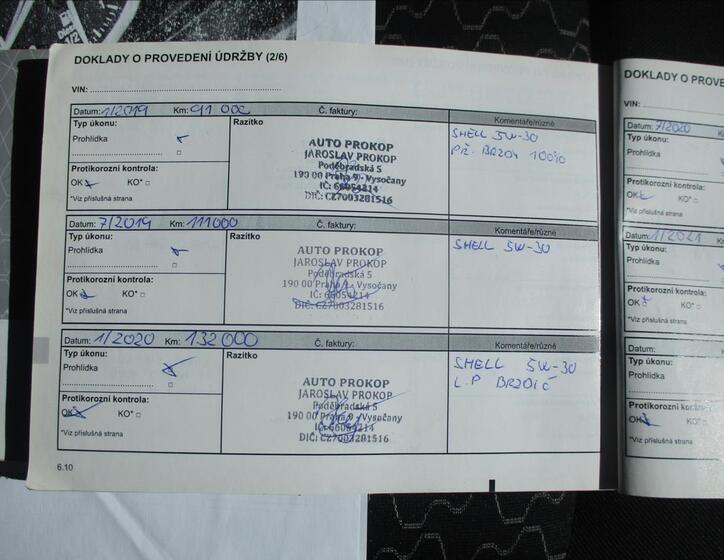 DOKLADY O PROVEDENÍ ÚDRŽBY (2/6)
VIN:
Datum: 1/2019 Km: 91 000 Č. faktury:
Typ úkonu: Razítko Komentáře/různé
Prohlídka
Protikorozní kontrola:
OK KO*
*Viz příslušná strana
AUTO PROKOP
JAROSLAV PROKOP
Poděbradská 5
190 00 Praha 9 - Vysočany
IČ: 66054214
DIČ: CZ7003281516
SHELL 5W-30
PŘ. BRZDY 100%
Datum: 7/2019 Km: 111000 Č. faktury:
Typ úkonu: Razítko Komentáře/různé
Prohlídka
Protikorozní kontrola:
OK KO*
*Viz příslušná strana
AUTO PROKOP
JAROSLAV PROKOP
Poděbradská 5
190 00 Praha 9 - Vysočany
IČ: 66054214
DIČ: CZ7003281516
SHELL 5W-30
Datum: 1/2020 Km: 132000 Č. faktury:
Typ úkonu: Razítko Komentáře/různé
Prohlídka
Protikorozní kontrola:
OK KO*
*Viz příslušná strana
AUTO PROKOP
JAROSLAV PROKOP
Poděbradská 5
190 00 Praha 9 - Vysočany
IČ: 66054214
DIČ: CZ7003281516
SHELL 5W-30
L.P BRZDIČ
6.10
DOKLADY O PROVE
VIN:
Datum: 7/2020
Typ úkonu:
Prohlídka
Protikorozní kontrola:
OK KO*
*Viz příslušná strana
Datum: 1/2021
Typ úkonu:
Prohlídka
Protikorozní kontrola:
OK KO*
*Viz příslušná strana
Datum:
Typ úkonu:
Prohlídka
Protikorozní kontrola:
OK KO*
*Viz příslušná strana